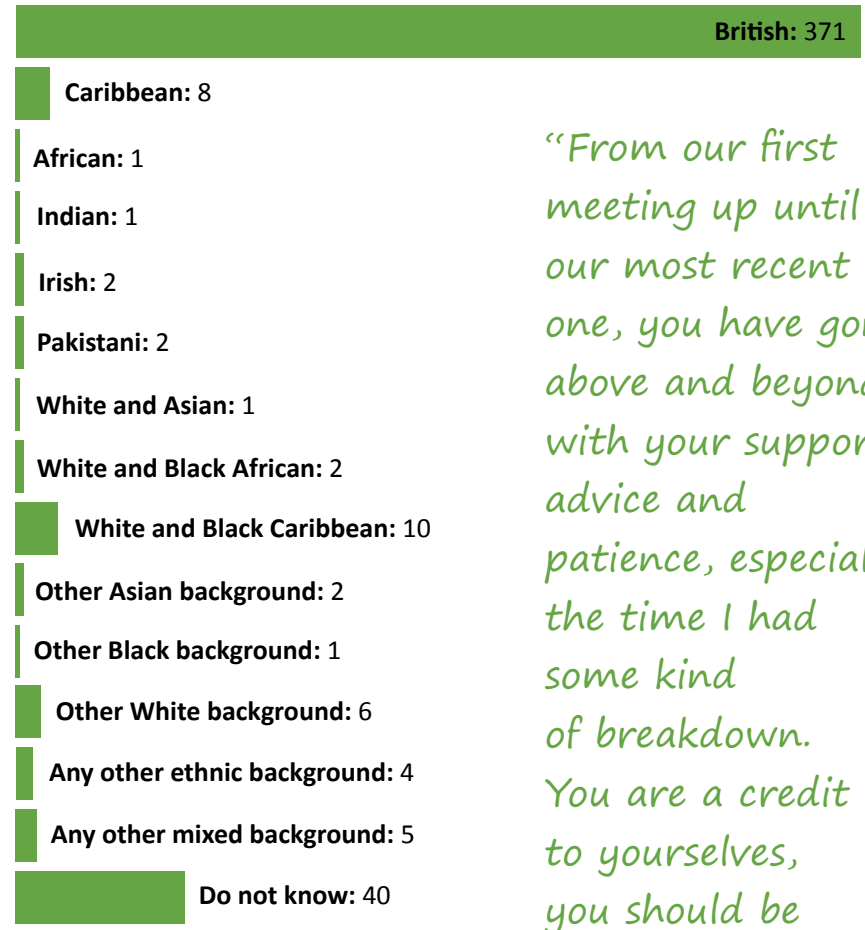 British: 371
Caribbean: 8
African: 1
Indian: 1
Irish: 2
Pakistani: 2
White and Asian: 1
White and Black African: 2
White and Black Caribbean: 10
Other Asian background: 2
Other Black background: 1
Other White background: 6
Any other ethnic background: 4
Any other mixed background: 5
Do not know: 40
“From our first
meeting up until
our most recent
one, you have
above and
with your
advice and
patience,
the time I had
some kind
of breakdown.
You are a credit
to yourselves,
you should be